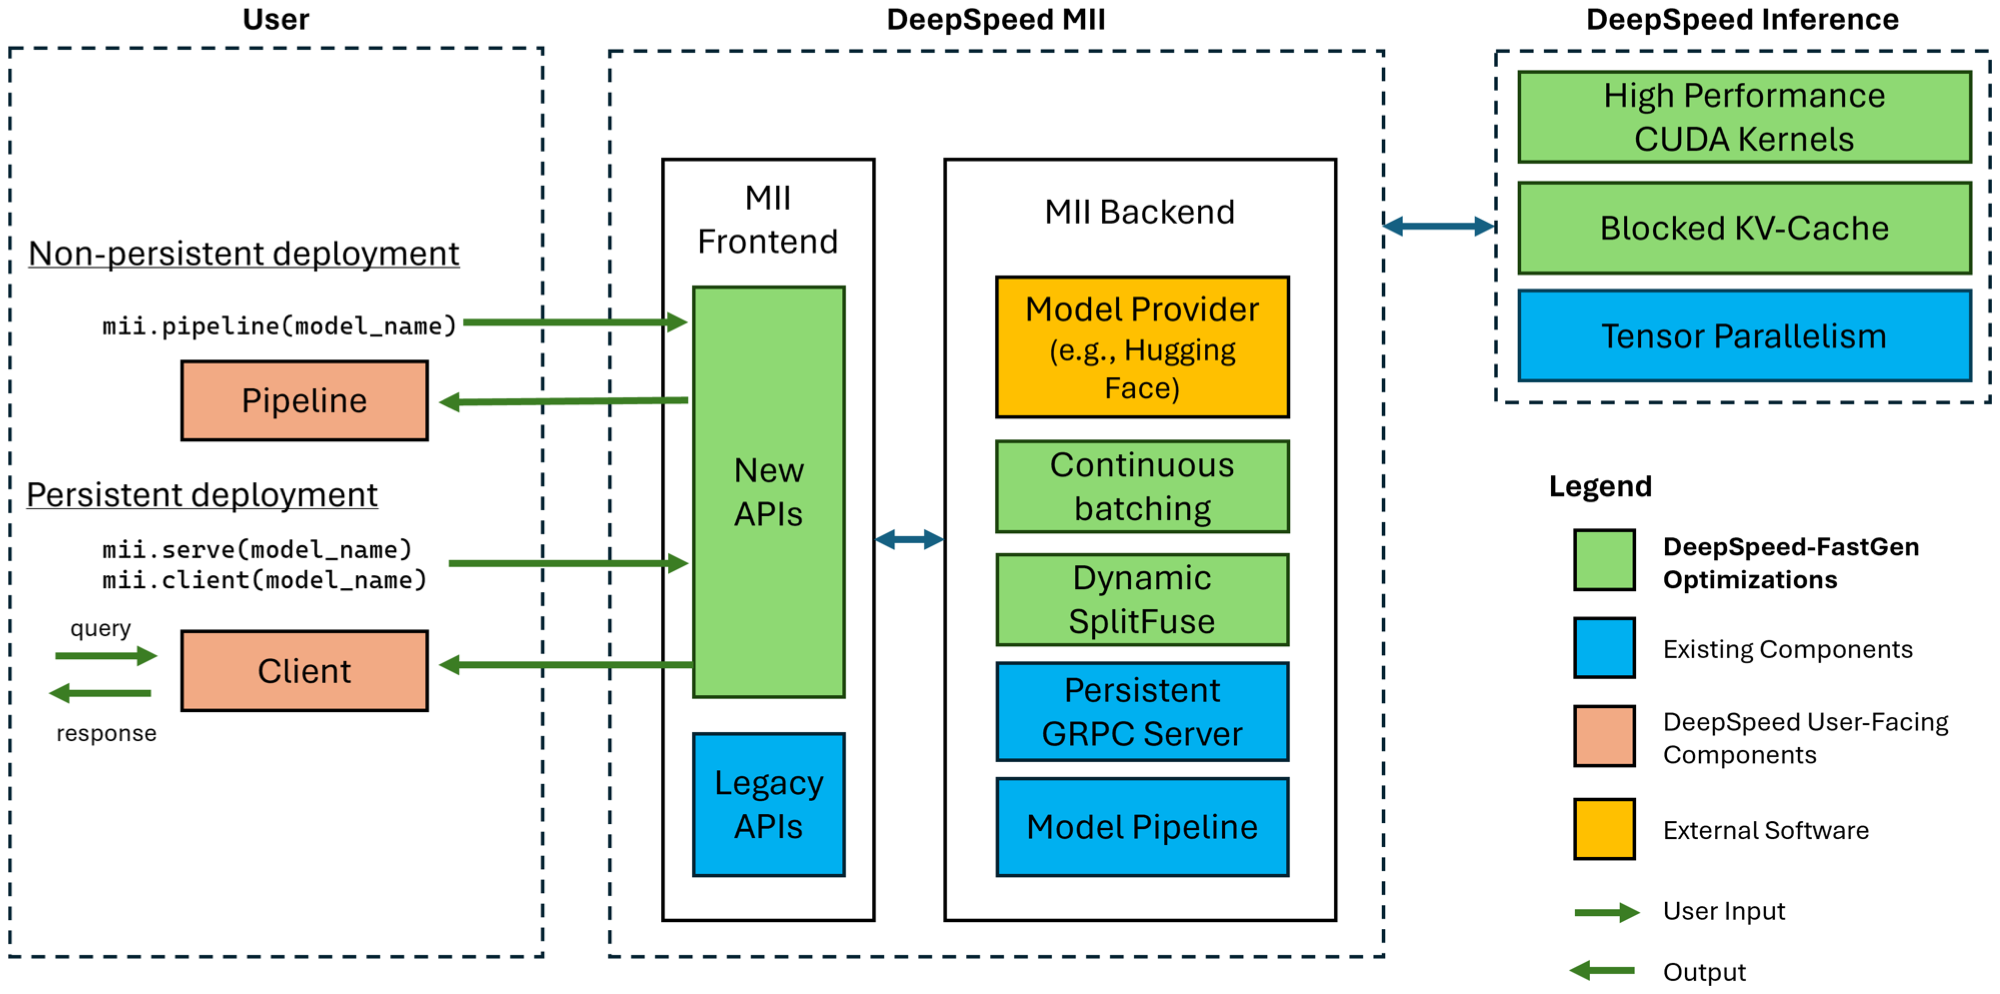 User
Non-persistent deployment
mii.pipeline(model_name)
Pipeline
Persistent deployment
mii.serve(model_name)
mii.client(model_name)
query
Client
response
DeepSpeed MII
MII
Frontend
New
APIs
Legacy
APIs
MII Backend
Model Provider
(e.g., Hugging
Face)
Continuous
batching
Dynamic
SplitFuse
Persistent
GRPC Server
Model Pipeline
DeepSpeed Inference
High Performance
CUDA Kernels
Blocked KV-Cache
Tensor Parallelism
Legend
DeepSpeed-FastGen
Optimizations
Existing Components
DeepSpeed User-Facing
Components
External Software
User Input
Output